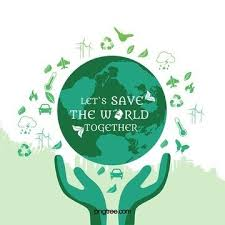 LET'S SAVE
THE WORLD
TOGETHER
pngtree.com